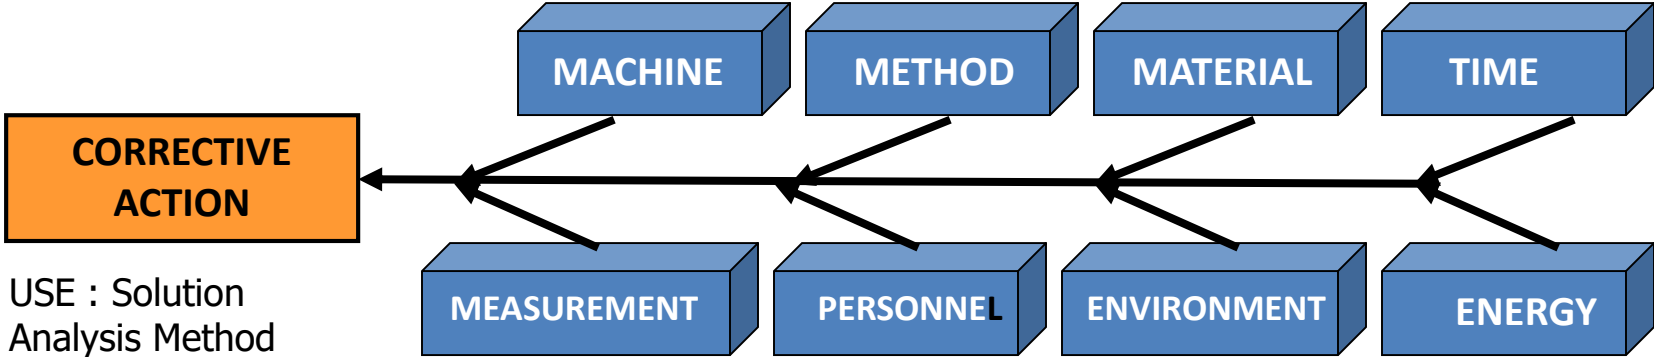 MACHINE
METHOD
MATERIAL
TIME
CORRECTIVE
ACTION
MEASUREMENT
PERSONNEL
ENVIRONMENT
ENERGY
USE : Solution
Analysis Method